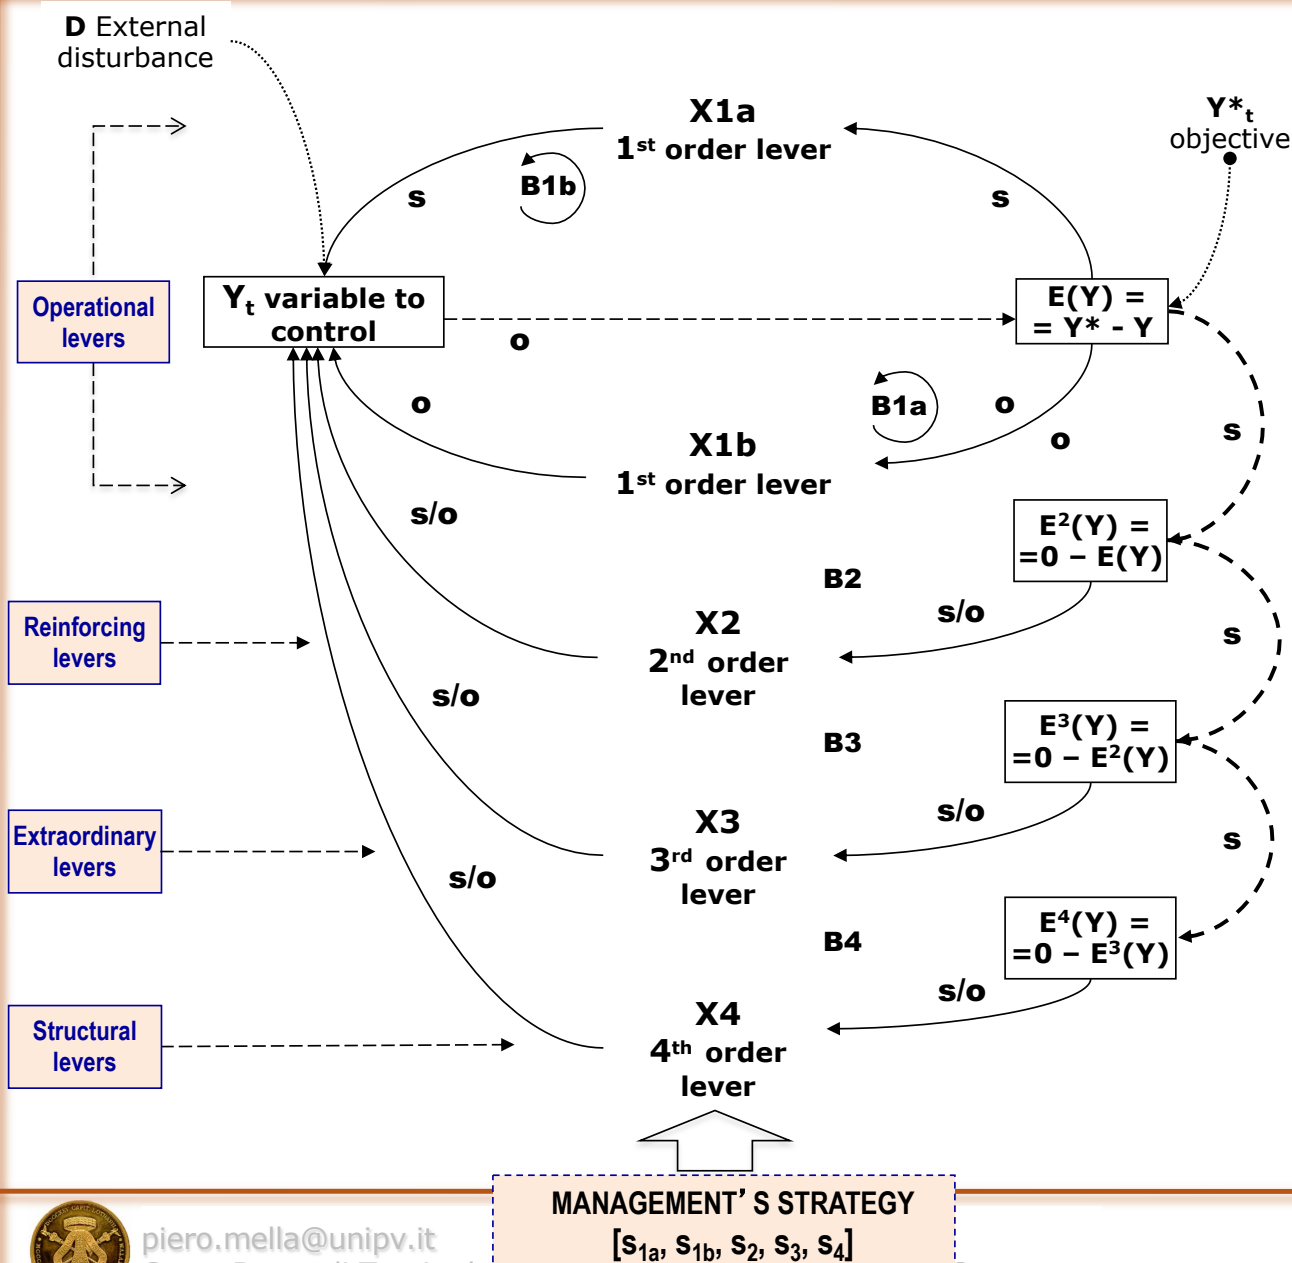 D External
disturbance
X1a
1st order lever
Y*t
objective
B1b
s
s
Operational
levers
Yt variable to
control
E(Y) =
= Y* - Y
o
o
B1a
o
o
s
X1b
1st order lever
s/o
E2(Y) =
=0 – E(Y)
B2
s/o
Reinforcing
levers
X2
2nd order
lever
s
s/o
E3(Y) =
=0 – E2(Y)
B3
s/o
Extraordinary
levers
X3
3rd order
lever
s
s/o
E4(Y) =
=0 – E3(Y)
B4
s/o
Structural
levers
X4
4th order
lever
MANAGEMENT’ S STRATEGY
[s1a, s1b, s2, s3, s4]
piero.mella@unipv.it